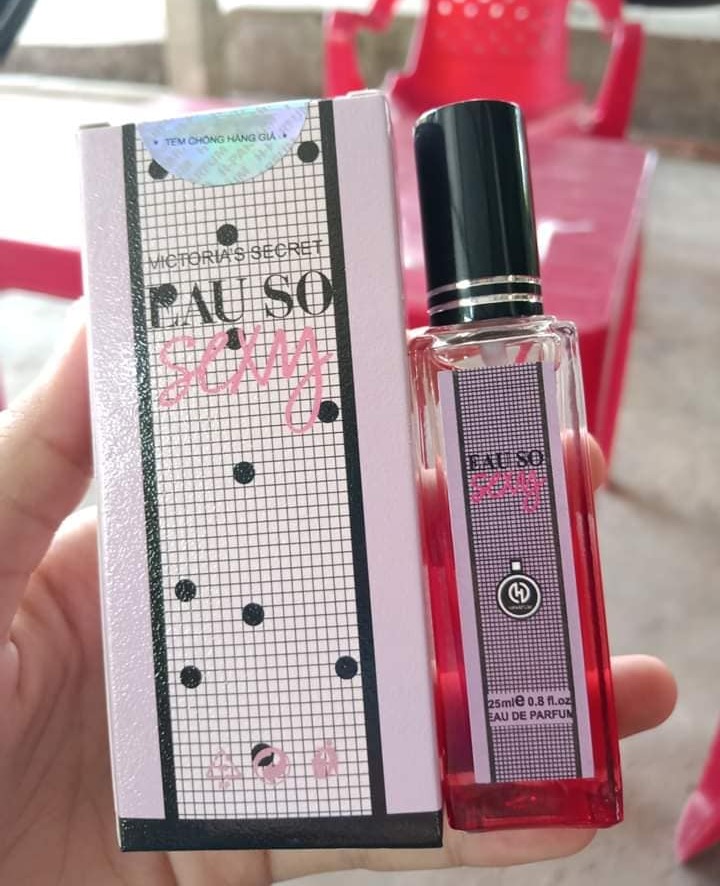 TEM CHỐNG HÀNG GIẢ
VICTORIA'S SECRET
EAU SO
sexy
EAU SO
sexy
25ml e 0.8 fl.oz
EAU DE PARFUM